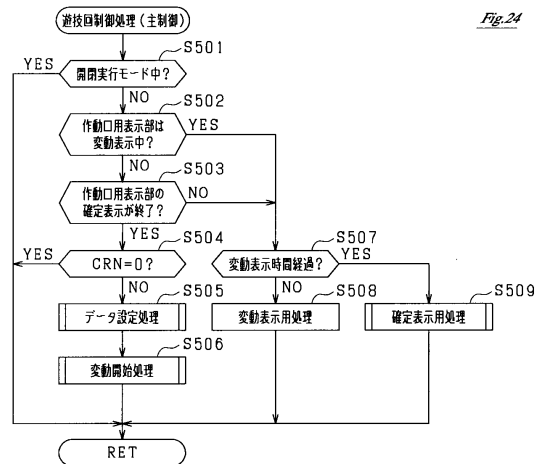 Fig.24
遊技回制御処理(主制御)
S501
YES
開閉実行モード中?
NO
S502
作動口用表示部は
変動表示中?
YES
NO
S503
作動口用表示部の
確定表示が終了?
NO
YES
S504
YES
CRN=0?
S507
変動表示時間経過?
YES
NO
S505
データ設定処理
NO
S508
変動表示用処理
S509
確定表示用処理
S506
変動開始処理
RET